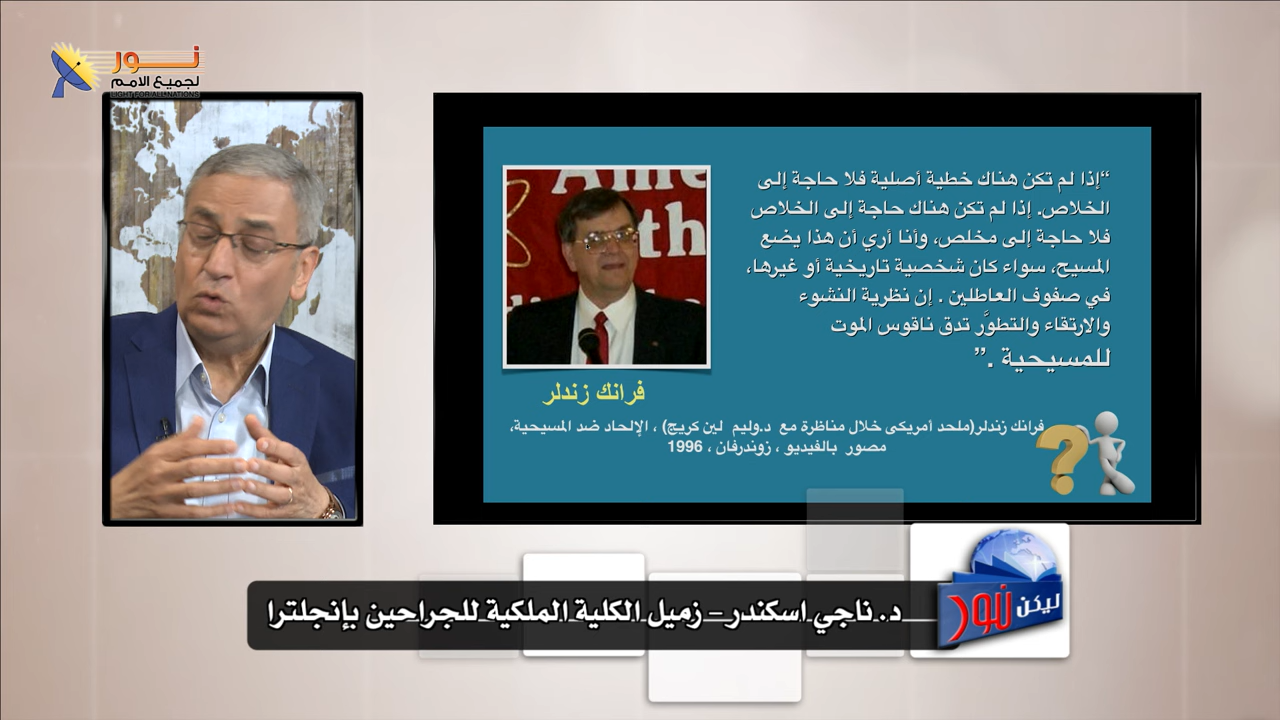 نـور
لجميع الامم
LIGHT FOR ALL NATIONS
“إذا لم تكن هناك خطية أصلية فلا حاجة إلى
الخلاص. إذا لم تكن هناك حاجة إلى الخلاص
فلا حاجة إلى مخلص، وأنا أري أن هذا يضع
المسيح، سواء كان شخصية تاريخية أو غيرها،
في صفوف العاطلين . إن نظرية النشوء
والارتقاء والتطوَّر تدق ناقوس الموت
للمسيحية .”
فرانك زندلر
فرانك زندلر(ملحد أمريكى خلال مناظرة مع د.وليم لين كريج) ، الإلحاد ضد المسيحية،
مصور بالفيديو ، زوندرفان ، 1996
د. ناجي اسكندر – زميل الكلية الملكية للجراحين بإنجلترا
ليكن نور